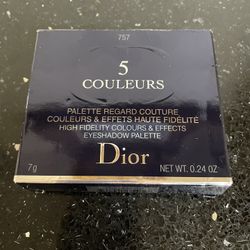 757
5
COULEURS
PALETTE REGARD COUTURE
COULEURS & EFFETS HAUTE FIDÉLITÉ
HIGH FIDELITY COLOURS & EFFECTS
EYESHADOW PALETTE
Dior
7g
NET WT. 0.24 OZ